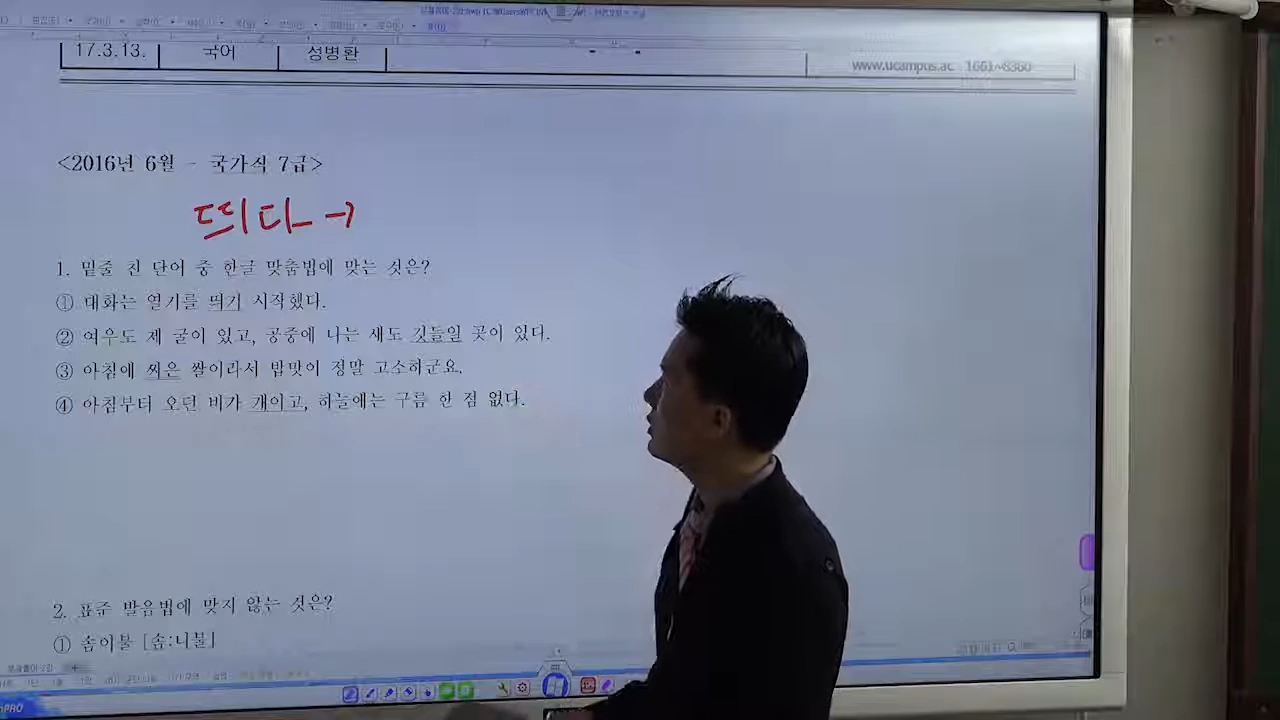 17.3.13. 국어 성병환 www.ucampus.ac 1661~8360
<2016년 6월 - 국가직 7급>
띄다→
1. 밑줄 친 단어 중 한글 맞춤법에 맞는 것은?
① 대화는 열기를 띄기 시작했다.
② 여우도 제 굴이 있고, 공중에 나는 새도 깃들일 곳이 있다.
③ 아침에 씨은 쌀이라서 밥맛이 정말 고소하군요.
④ 아침부터 오던 비가 개이고, 하늘에는 구름 한 점 없다.
2. 표준 발음법에 맞지 않는 것은?
① 솜이불 [솜:니불]